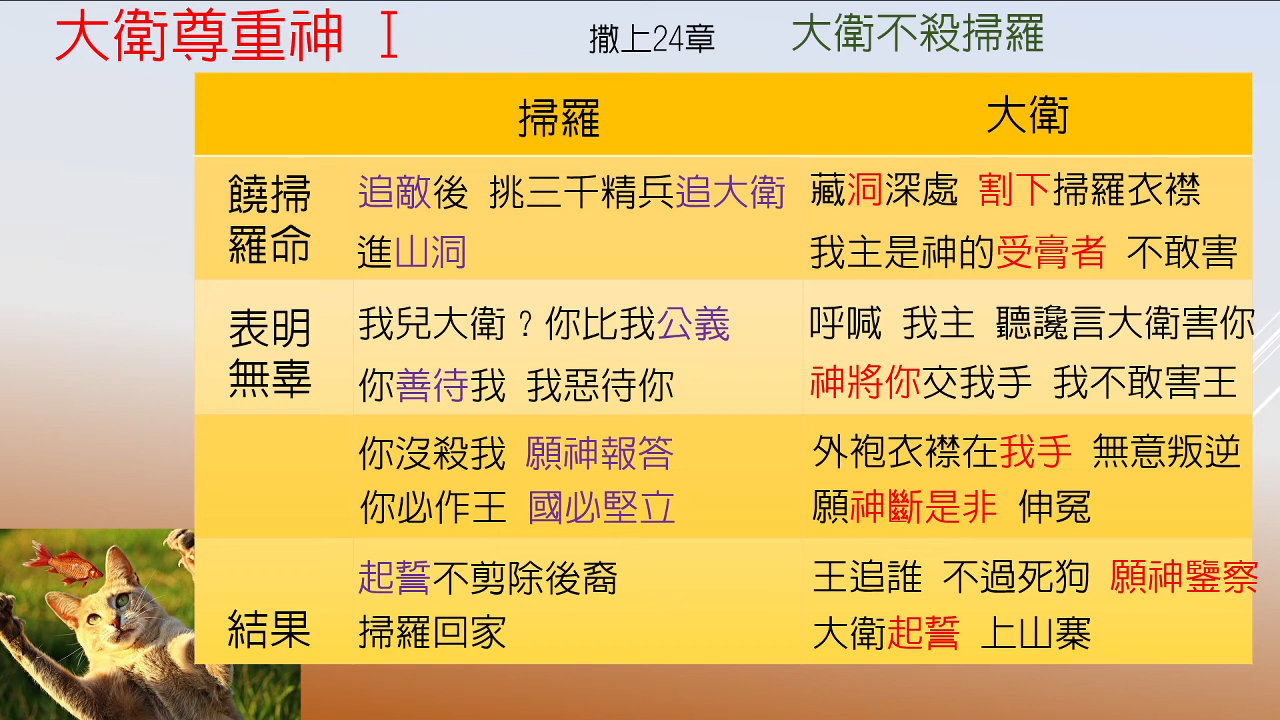 大衛尊重神 I 撒上24章 大衛不殺掃羅
掃羅 大衛
饒掃
羅命
追敵後 挑三千精兵追大衛
進山洞
藏洞深處 割下掃羅衣襟
我主是神的受膏者 不敢害
表明
無辜
我兒大衛？你比我公義
你善待我 我惡待你
呼喊 我主 聽讒言大衛害你
神將你交我手 我不敢害王
你沒殺我 願神報答
你必作王 國必堅立
外袍衣襟在我手 無意叛逆
願神斷是非 伸冤
結果
起誓不剪除後裔
掃羅回家
王追誰 不過死狗 願神鑒察
大衛起誓 上山寨